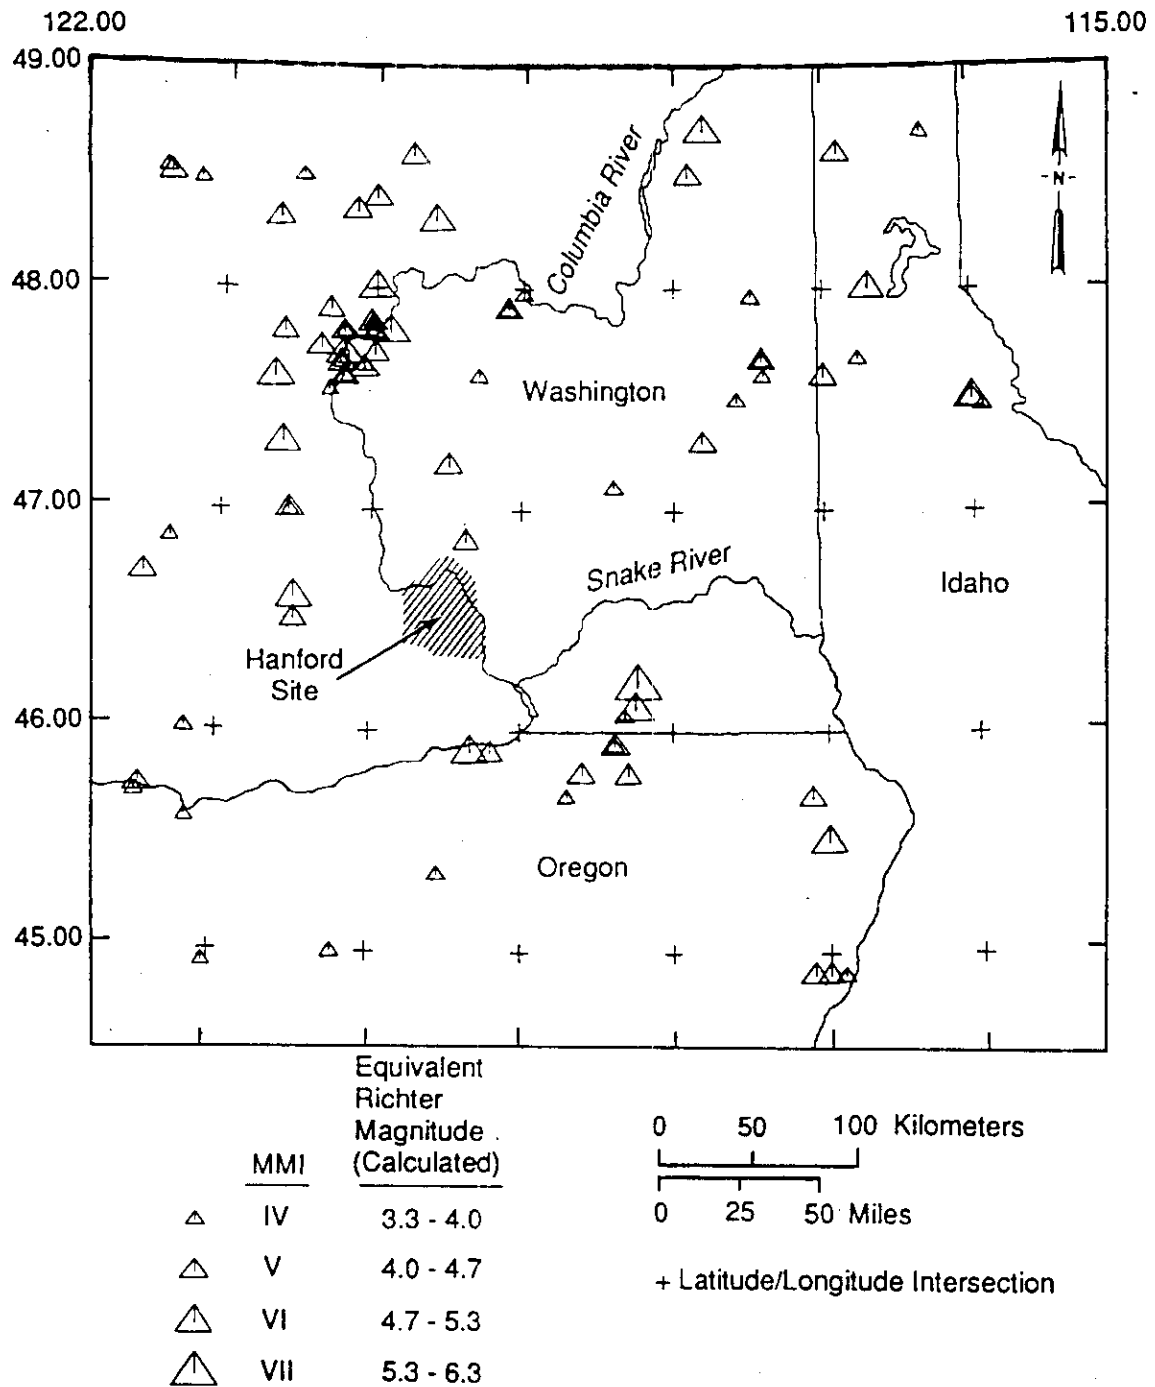 122.00
115.00
49.00
Columbia River
-N-
48.00
Washington
47.00
Snake River
Idaho
Hanford
Site
46.00
Oregon
45.00
Equivalent
Richter
Magnitude
MMI (Calculated)
IV 3.3 - 4.0
V 4.0 - 4.7
VI 4.7 - 5.3
VII 5.3 - 6.3
0 50 100 Kilometers
0 25 50 Miles
+ Latitude/Longitude Intersection